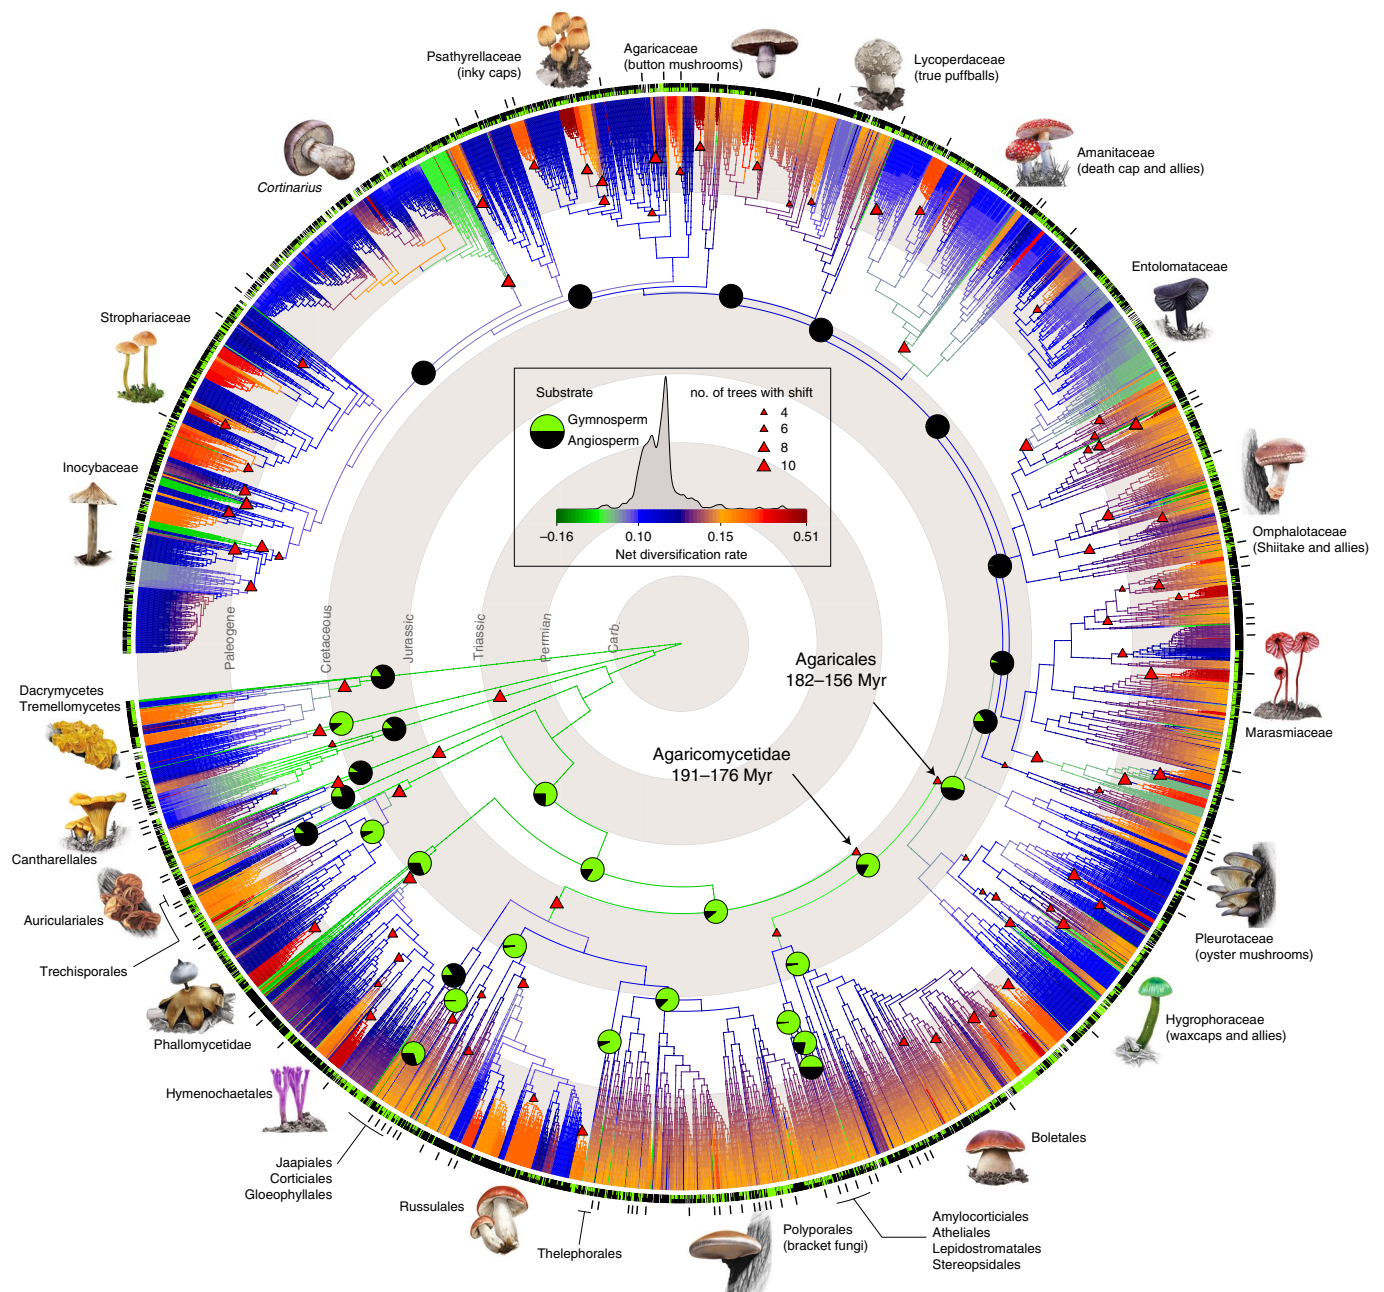 Psathyrellaceae
(inky caps)
Agaricaceae
(button mushrooms)
Lycoperdaceae
(true puffballs)
Amanitaceae
(death cap and allies)
Cortinarius
Entolomataceae
Strophariaceae
Inocybaceae
Omphalotaceae
(Shiitake and allies)
Substrate
Gymnosperm
Angiosperm
no. of trees with shift
4
6
8
10
−0.16
0.10
0.15
0.51
Net diversification rate
Paleogene
Cretaceous
Jurassic
Triassic
Permian
Carb.
Agaricales
182–156 Myr
Agaricomycetidae
191–176 Myr
Marasmiaceae
Dacrymycetes
Tremellomycetes
Cantharellales
Auriculariales
Trechisporales
Phallomycetidae
Hymenochaetales
Jaapiales
Corticiales
Gloeophyllales
Russulales
Thelephorales
Polyporales
(bracket fungi)
Amylocorticiales
Atheliales
Lepidostromatales
Stereopsidales
Boletales
Hygrophoraceae
(waxcaps and allies)
Pleurotaceae
(oyster mushrooms)